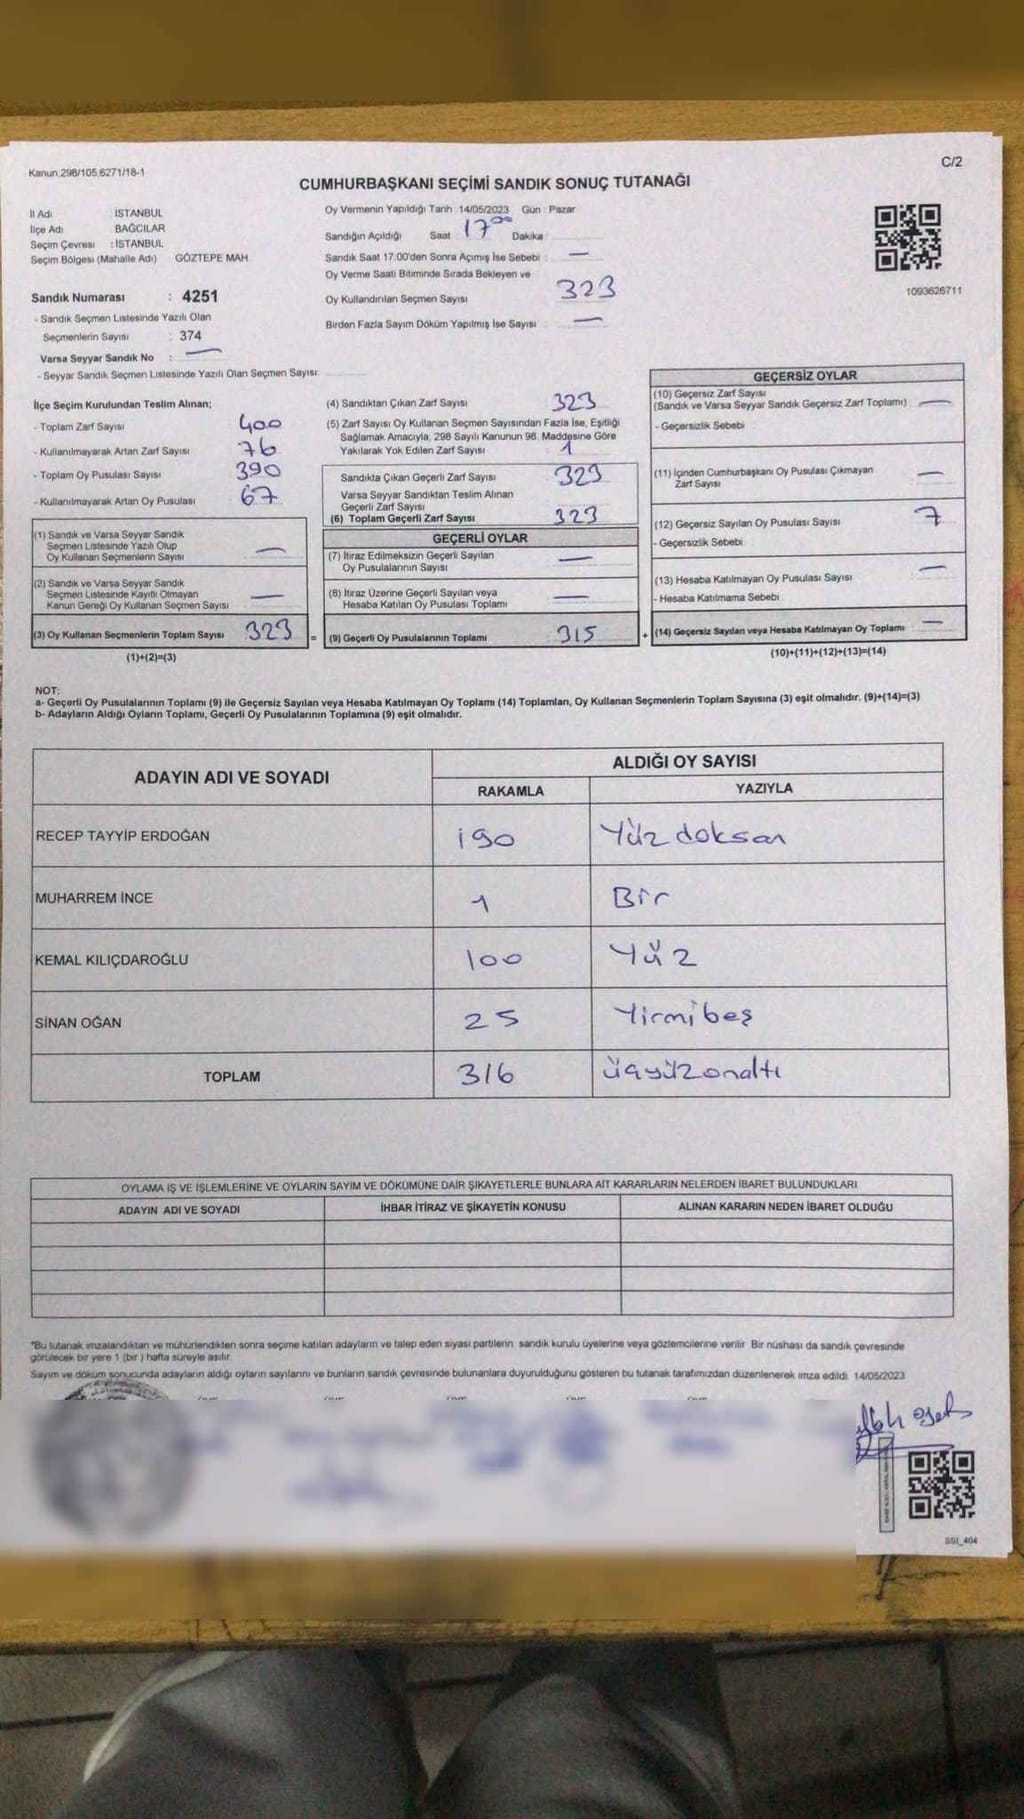 Kanun:298/105,6271/18-1
C/2
CUMHURBAŞKANI SEÇİMİ SANDIK SONUÇ TUTANAĞI
İl Adı İSTANBUL
İlçe Adı BAĞCILAR
Seçim Çevresi : İSTANBUL
Seçim Bölgesi (Mahalle Adı) GÖZTEPE MAH
Oy Vermenin Yapıldığı Tarih 14/05/2023 Gün : Pazar
Sandığın Açıldığı Saat 17 00 Dakika
Sandık Saat 17:00'den Sonra Açılmış İse Sebebi : —
Oy Verme Saati Bitiminde Sırada Bekleyen ve
Oy Kullandırılan Seçmen Sayısı 323
Birden Fazla Sayım Döküm Yapılmış İse Sayısı —
1093626711
Sandık Numarası : 4251
- Sandık Seçmen Listesinde Yazılı Olan
Seçmenlerin Sayısı : 374
Varsa Seyyar Sandık No : —
- Seyyar Sandık Seçmen Listesinde Yazılı Olan Seçmen Sayısı:
İlçe Seçim Kurulundan Teslim Alınan;
- Toplam Zarf Sayısı 400
- Kullanılmayarak Artan Zarf Sayısı 76
- Toplam Oy Pusulası Sayısı 390
- Kullanılmayarak Artan Oy Pusulası 67
(1) Sandık ve Varsa Seyyar Sandık
Seçmen Listesinde Yazılı Olup
Oy Kullanan Seçmenlerin Sayısı —
(2) Sandık ve Varsa Seyyar Sandık
Seçmen Listesinde Kayıtlı Olmayan
Kanun Gereği Oy Kullanan Seçmen Sayısı —
(3) Oy Kullanan Seçmenlerin Toplam Sayısı 323
(1)+(2)=(3)
(4) Sandıktan Çıkan Zarf Sayısı 323
(5) Zarf Sayısı Oy Kullanan Seçmen Sayısından Fazla İse, Eşitliği
Sağlamak Amacıyla, 298 Sayılı Kanunun 98. Maddesine Göre
Yakılarak Yok Edilen Zarf Sayısı 1
Sandıkta Çıkan Geçerli Zarf Sayısı 323
Varsa Seyyar Sandıktan Teslim Alınan
Geçerli Zarf Sayısı
(6) Toplam Geçerli Zarf Sayısı 323
GEÇERLİ OYLAR
(7) İtiraz Edilmeksizin Geçerli Sayılan
Oy Pusulalarının Sayısı —
(8) İtiraz Üzerine Geçerli Sayılan veya
Hesaba Katılan Oy Pusulası Toplamı —
= (9) Geçerli Oy Pusulalarının Toplamı 315
GEÇERSİZ OYLAR
(10) Geçersiz Zarf Sayısı
(Sandık ve Varsa Seyyar Sandık Geçersiz Zarf Toplamı) —
- Geçersizlik Sebebi
(11) İçinden Cumhurbaşkanı Oy Pusulası Çıkmayan
Zarf Sayısı —
(12) Geçersiz Sayılan Oy Pusulası Sayısı 7
- Geçersizlik Sebebi
(13) Hesaba Katılmayan Oy Pusulası Sayısı —
- Hesaba Katılmama Sebebi
+ (14) Geçersiz Sayılan veya Hesaba Katılmayan Oy Toplamı —
(10)+(11)+(12)+(13)=(14)
NOT:
a- Geçerli Oy Pusulalarının Toplamı (9) ile Geçersiz Sayılan veya Hesaba Katılmayan Oy Toplamı (14) Toplamları, Oy Kullanan Seçmenlerin Toplam Sayısına (3) eşit olmalıdır. (9)+(14)=(3)
b- Adayların Aldığı Oyların Toplamı, Geçerli Oy Pusulalarının Toplamına (9) eşit olmalıdır.
ADAYIN ADI VE SOYADI ALDIĞI OY SAYISI
RAKAMLA YAZIYLA
RECEP TAYYİP ERDOĞAN 190 Yüz doksan
MUHARREM İNCE 1 Bir
KEMAL KILIÇDAROĞLU 100 Yüz
SİNAN OĞAN 25 Yirmibeş
TOPLAM 316 üçyüzonaltı
OYLAMA İŞ VE İŞLEMLERİNE VE OYLARIN SAYIM VE DÖKÜMÜNE DAİR ŞİKAYETLERLE BUNLARA AİT KARARLARIN NELERDEN İBARET BULUNDUKLARI
ADAYIN ADI VE SOYADI İHBAR İTİRAZ VE ŞİKAYETİN KONUSU ALINAN KARARIN NEDEN İBARET OLDUĞU
*Bu tutanak imzalandıktan ve mühürlendikten sonra seçime katılan adayların ve talep eden siyasi partilerin sandık kurulu üyelerine veya gözlemcilerine verilir. Bir nüshası da sandık çevresinde
görülecek bir yere 1 (bir) hafta süreyle asılır.
Sayım ve döküm sonucunda adayların aldığı oyların sayılarını ve bunların sandık çevresinde bulunanlara duyurulduğunu gösteren bu tutanak tarafımızdan düzenlenerek imza edildi. 14/05/2023